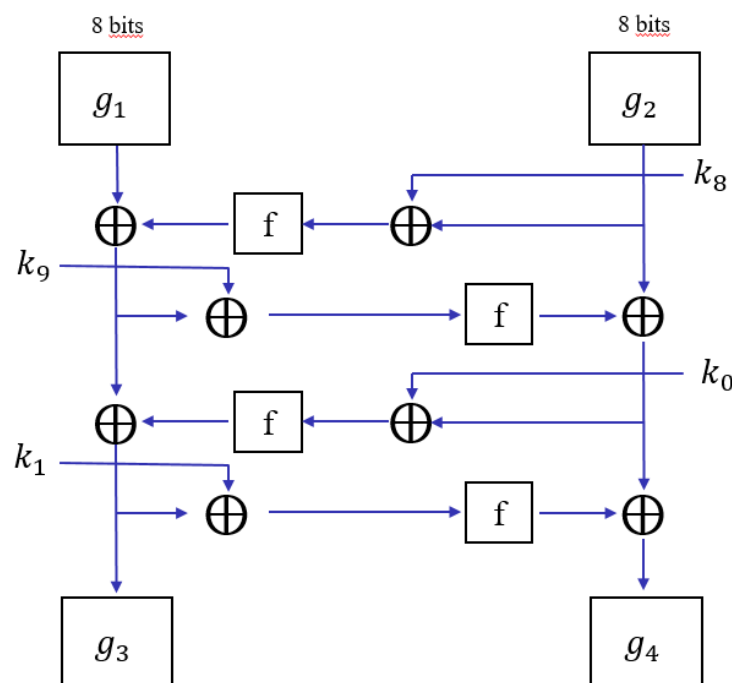 8 bits 8 bits
g₁ g₂
k₈
f
k₉
f
k₀
f
k₁
f
g₃ g₄